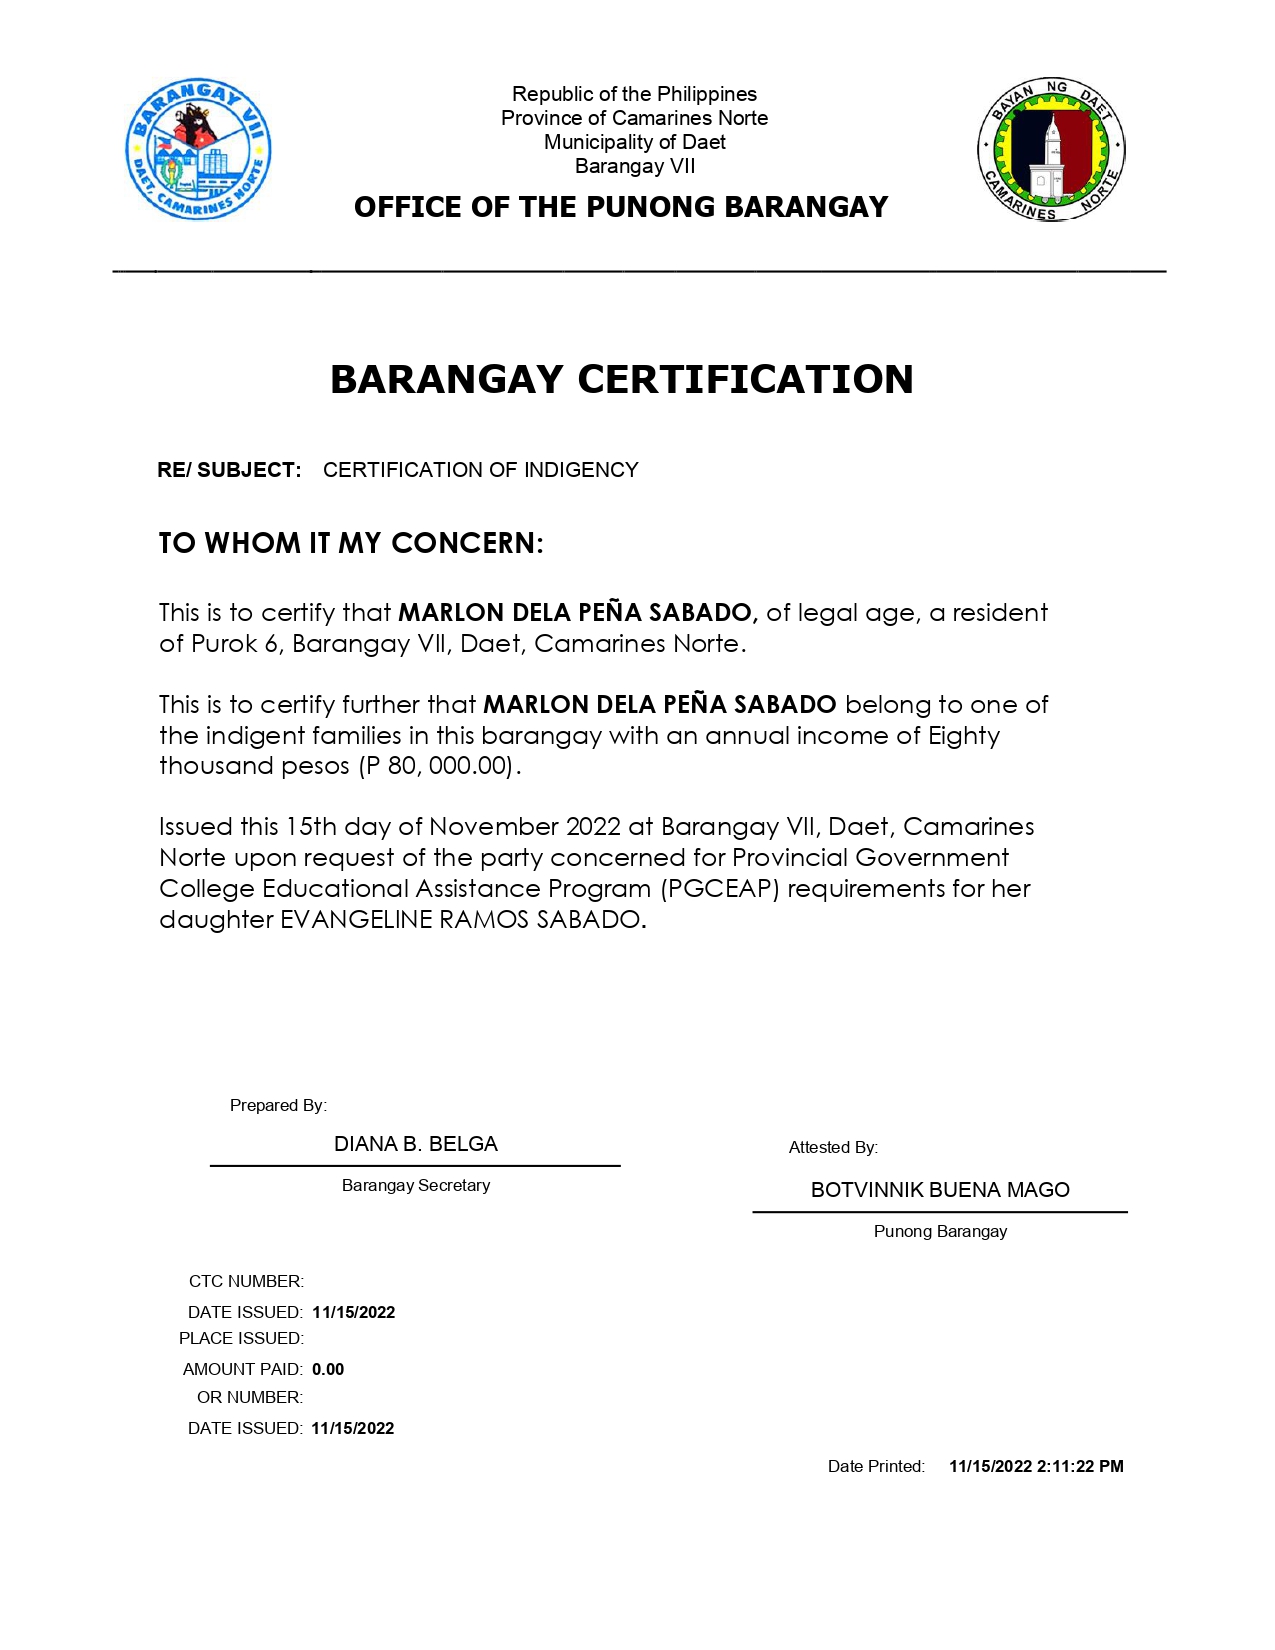 BARANGAY VII
DAET, CAMARINES NORTE
Republic of the Philippines
Province of Camarines Norte
Municipality of Daet
Barangay VII
OFFICE OF THE PUNONG BARANGAY
BAYAN NG DAET
CAMARINES NORTE
BARANGAY CERTIFICATION
RE/ SUBJECT: CERTIFICATION OF INDIGENCY
TO WHOM IT MY CONCERN:
This is to certify that MARLON DELA PEÑA SABADO, of legal age, a resident
of Purok 6, Barangay VII, Daet, Camarines Norte.
This is to certify further that MARLON DELA PEÑA SABADO belong to one of
the indigent families in this barangay with an annual income of Eighty
thousand pesos (P 80, 000.00).
Issued this 15th day of November 2022 at Barangay VII, Daet, Camarines
Norte upon request of the party concerned for Provincial Government
College Educational Assistance Program (PGCEAP) requirements for her
daughter EVANGELINE RAMOS SABADO.
Prepared By:
DIANA B. BELGA
Barangay Secretary
Attested By:
BOTVINNIK BUENA MAGO
Punong Barangay
CTC NUMBER:
DATE ISSUED: 11/15/2022
PLACE ISSUED:
AMOUNT PAID: 0.00
OR NUMBER:
DATE ISSUED: 11/15/2022
Date Printed: 11/15/2022 2:11:22 PM